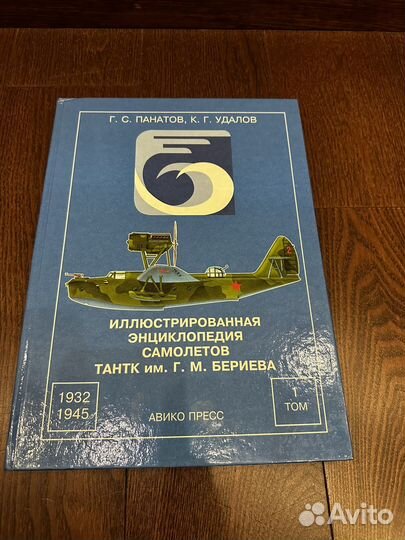 Г. С. ПАНАТОВ, К. Г. УДАЛОВ
ИЛЛЮСТРИРОВАННАЯ
ЭНЦИКЛОПЕДИЯ
САМОЛЕТОВ
ТАНТК им. Г. М. БЕРИЕВА
1932
1945
АВИКО ПРЕСС
1
ТОМ
Avito